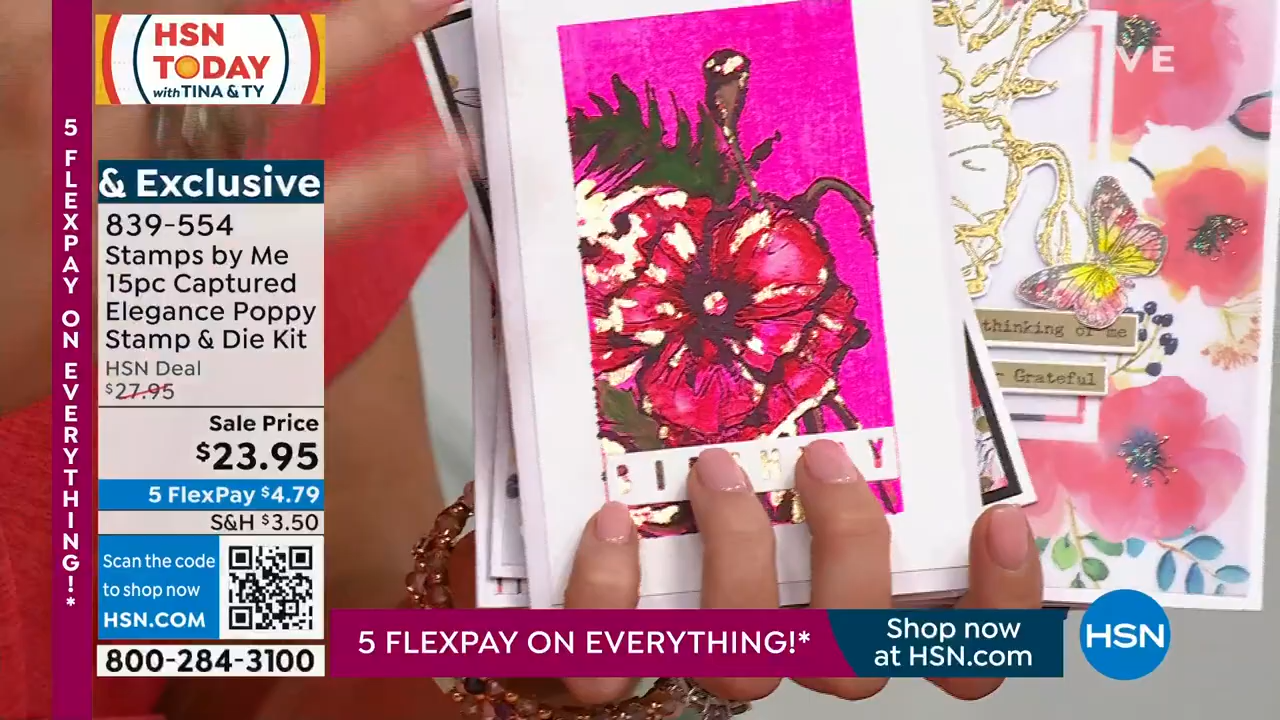 HSN
TODAY
with TINA & TY
5 FLEXPAY ON EVERYTHING!*
& Exclusive
839-554
Stamps by Me
15pc Captured
Elegance Poppy
Stamp & Die Kit
HSN Deal
$27.95
Sale Price
$23.95
5 FlexPay $4.79
S&H $3.50
Scan the code
to shop now
HSN.COM
800-284-3100
thinking of me
Grateful
5 FLEXPAY ON EVERYTHING!*
Shop now
at HSN.com
HSN